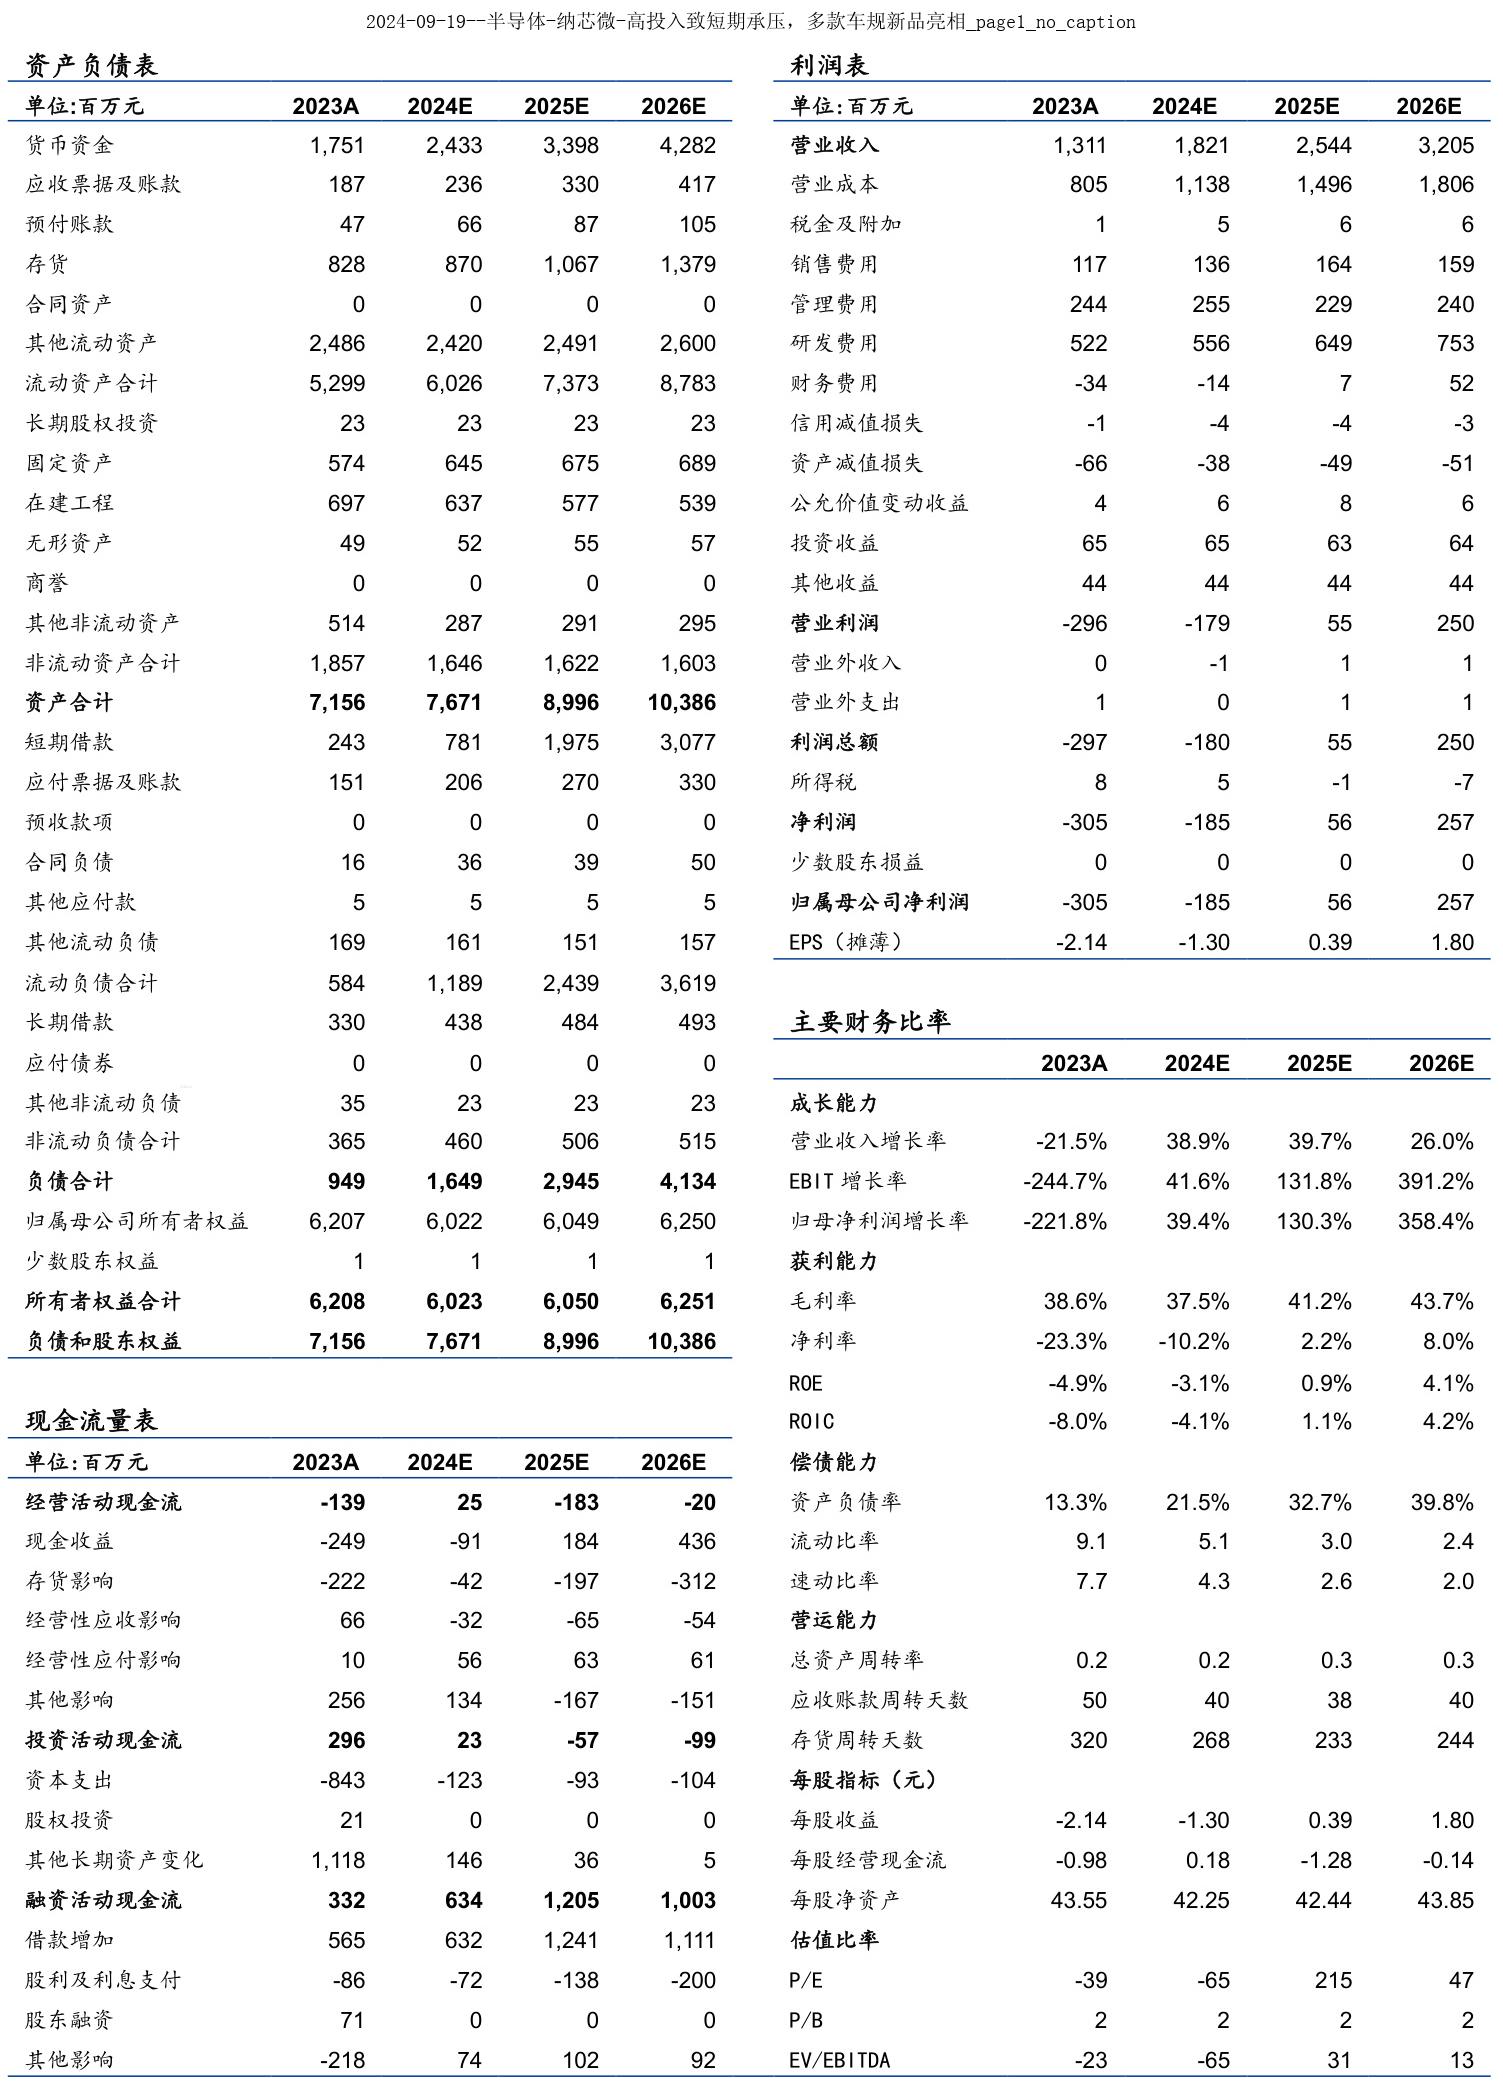 2024-09-19--半导体-纳芯微-高投入致短期承压，多款车规新品亮相_page1_no_caption
资产负债表
单位:百万元 2023A 2024E 2025E 2026E
货币资金 1,751 2,433 3,398 4,282
应收票据及账款 187 236 330 417
预付账款 47 66 87 105
存货 828 870 1,067 1,379
合同资产 0 0 0 0
其他流动资产 2,486 2,420 2,491 2,600
流动资产合计 5,299 6,026 7,373 8,783
长期股权投资 23 23 23 23
固定资产 574 645 675 689
在建工程 697 637 577 539
无形资产 49 52 55 57
商誉 0 0 0 0
其他非流动资产 514 287 291 295
非流动资产合计 1,857 1,646 1,622 1,603
资产合计 7,156 7,671 8,996 10,386
短期借款 243 781 1,975 3,077
应付票据及账款 151 206 270 330
预收款项 0 0 0 0
合同负债 16 36 39 50
其他应付款 5 5 5 5
其他流动负债 169 161 151 157
流动负债合计 584 1,189 2,439 3,619
长期借款 330 438 484 493
应付债券 0 0 0 0
其他非流动负债 35 23 23 23
非流动负债合计 365 460 506 515
负债合计 949 1,649 2,945 4,134
归属母公司所有者权益 6,207 6,022 6,049 6,250
少数股东权益 1 1 1 1
所有者权益合计 6,208 6,023 6,050 6,251
负债和股东权益 7,156 7,671 8,996 10,386
现金流量表
单位:百万元 2023A 2024E 2025E 2026E
经营活动现金流 -139 25 -183 -20
现金收益 -249 -91 184 436
存货影响 -222 -42 -197 -312
经营性应收影响 66 -32 -65 -54
经营性应付影响 10 56 63 61
其他影响 256 134 -167 -151
投资活动现金流 296 23 -57 -99
资本支出 -843 -123 -93 -104
股权投资 21 0 0 0
其他长期资产变化 1,118 146 36 5
融资活动现金流 332 634 1,205 1,003
借款增加 565 632 1,241 1,111
股利及利息支付 -86 -72 -138 -200
股东融资 71 0 0 0
其他影响 -218 74 102 92
利润表
单位:百万元 2023A 2024E 2025E 2026E
营业收入 1,311 1,821 2,544 3,205
营业成本 805 1,138 1,496 1,806
税金及附加 1 5 6 6
销售费用 117 136 164 159
管理费用 244 255 229 240
研发费用 522 556 649 753
财务费用 -34 -14 7 52
信用减值损失 -1 -4 -4 -3
资产减值损失 -66 -38 -49 -51
公允价值变动收益 4 6 8 6
投资收益 65 65 63 64
其他收益 44 44 44 44
营业利润 -296 -179 55 250
营业外收入 0 -1 1 1
营业外支出 1 0 1 1
利润总额 -297 -180 55 250
所得税 8 5 -1 -7
净利润 -305 -185 56 257
少数股东损益 0 0 0 0
归属母公司净利润 -305 -185 56 257
EPS（摊薄） -2.14 -1.30 0.39 1.80
主要财务比率
2023A 2024E 2025E 2026E
成长能力
营业收入增长率 -21.5% 38.9% 39.7% 26.0%
EBIT增长率 -244.7% 41.6% 131.8% 391.2%
归母净利润增长率 -221.8% 39.4% 130.3% 358.4%
获利能力
毛利率 38.6% 37.5% 41.2% 43.7%
净利率 -23.3% -10.2% 2.2% 8.0%
ROE -4.9% -3.1% 0.9% 4.1%
ROIC -8.0% -4.1% 1.1% 4.2%
偿债能力
资产负债率 13.3% 21.5% 32.7% 39.8%
流动比率 9.1 5.1 3.0 2.4
速动比率 7.7 4.3 2.6 2.0
营运能力
总资产周转率 0.2 0.2 0.3 0.3
应收账款周转天数 50 40 38 40
存货周转天数 320 268 233 244
每股指标（元）
每股收益 -2.14 -1.30 0.39 1.80
每股经营现金流 -0.98 0.18 -1.28 -0.14
每股净资产 43.55 42.25 42.44 43.85
估值比率
P/E -39 -65 215 47
P/B 2 2 2 2
EV/EBITDA -23 -65 31 13